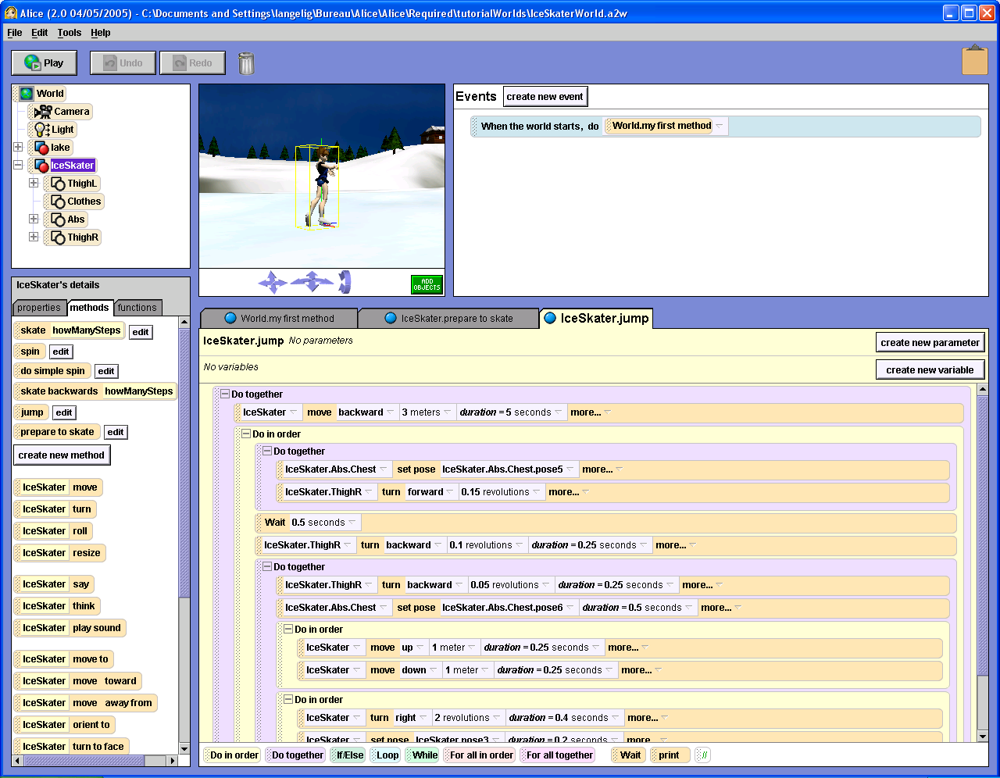 Alice (2.0 04/05/2005) - C:\Documents and Settings\langelig\Bureau\Alice\Alice\Required\tutorialWorlds\IceSkaterWorld.a2w
File Edit Tools Help
Play Undo Redo
World
Camera
Light
lake
IceSkater
ThighL
Clothes
Abs
ThighR
ADD OBJECTS
Events create new event
When the world starts, do World.my first method
IceSkater's details
properties methods functions
skate howManySteps edit
spin edit
do simple spin edit
skate backwards howManySteps
jump edit
prepare to skate edit
create new method
IceSkater move
IceSkater turn
IceSkater roll
IceSkater resize
IceSkater say
IceSkater think
IceSkater play sound
IceSkater move to
IceSkater move toward
IceSkater move away from
IceSkater orient to
IceSkater turn to face
World.my first method IceSkater.prepare to skate IceSkater.jump
IceSkater.jump No parameters create new parameter
No variables create new variable
Do together
IceSkater move backward 3 meters duration = 5 seconds more...
Do in order
Do together
IceSkater.Abs.Chest set pose IceSkater.Abs.Chest.pose5 more...
IceSkater.ThighR turn forward 0.15 revolutions more...
Wait 0.5 seconds
IceSkater.ThighR turn backward 0.1 revolutions duration = 0.25 seconds more...
Do together
IceSkater.ThighR turn backward 0.05 revolutions duration = 0.25 seconds more...
IceSkater.Abs.Chest set pose IceSkater.Abs.Chest.pose6 duration = 0.5 seconds more...
Do in order
IceSkater move up 1 meter duration = 0.25 seconds more...
IceSkater move down 1 meter duration = 0.25 seconds more...
Do in order
IceSkater turn right 2 revolutions duration = 0.4 seconds more...
IceSkater set pose IceSkater.pose3 duration = 0.2 seconds more...
Do in order Do together If/Else Loop While For all in order For all together Wait print //